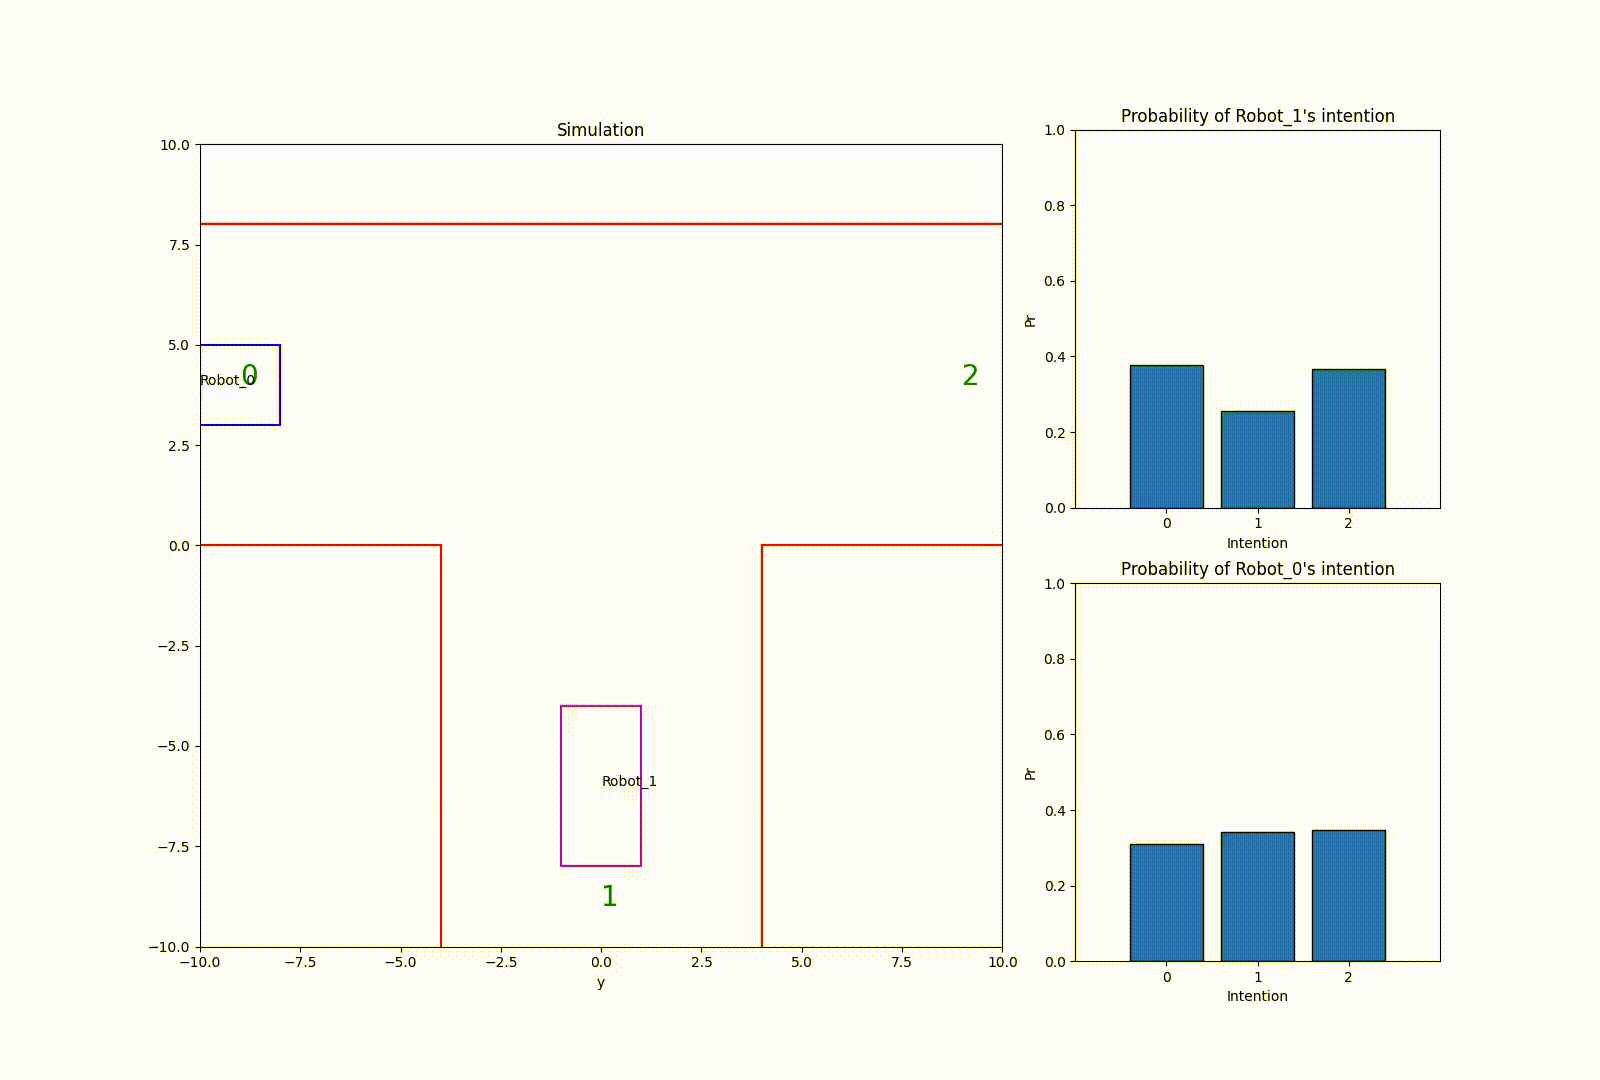 Simulation
10.0
7.5
5.0
2.5
0.0
−2.5
−5.0
−7.5
−10.0
Robot_0
0
2
Robot_1
1
−10.0 −7.5 −5.0 −2.5 0.0 2.5 5.0 7.5 10.0
y
Probability of Robot_1's intention
1.0
0.8
0.6
0.4
0.2
0.0
Pr
0 1 2
Intention
Probability of Robot_0's intention
1.0
0.8
0.6
0.4
0.2
0.0
Pr
0 1 2
Intention